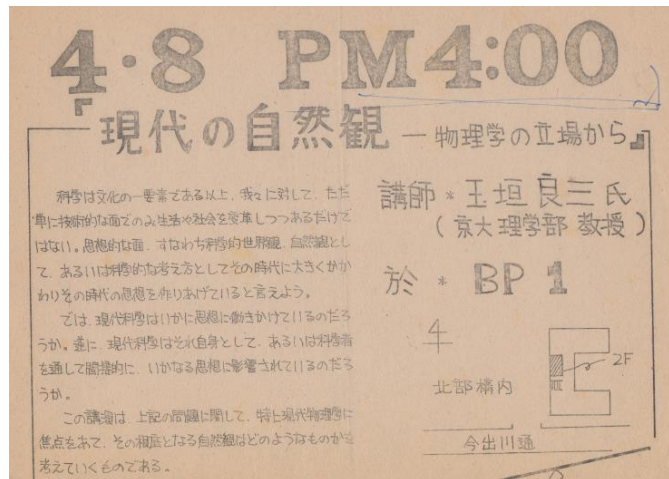 4・8 PM4:00
『現代の自然観 ―物理学の立場から』
科学は文化の一要素である以上、我々に対して、ただ
単に技術的な面でのみ生活や社会を変革しつつあるだけで
はない。思想的な面、すなわち科学的世界観、自然観とし
て、あるいは科学的な考え方としてその時代に大きくかか
わりその時代の思想を作りあげていると言えよう。
では、現代科学はいかに思想に働きかけているのだろ
うか。逆に、現代科学はそれ自身として、あるいは科学者
を通して間接的に、いかなる思想に影響されているのだろ
うか。
この講演は、上記の問題に関して、特に現代物理学に
焦点をあて、その根底となる自然観はどのようなものかを
考えていくものである。
講師 * 玉垣良三氏
(京大理学部 教授)
於 * BP 1
北部構内
2F
今出川通